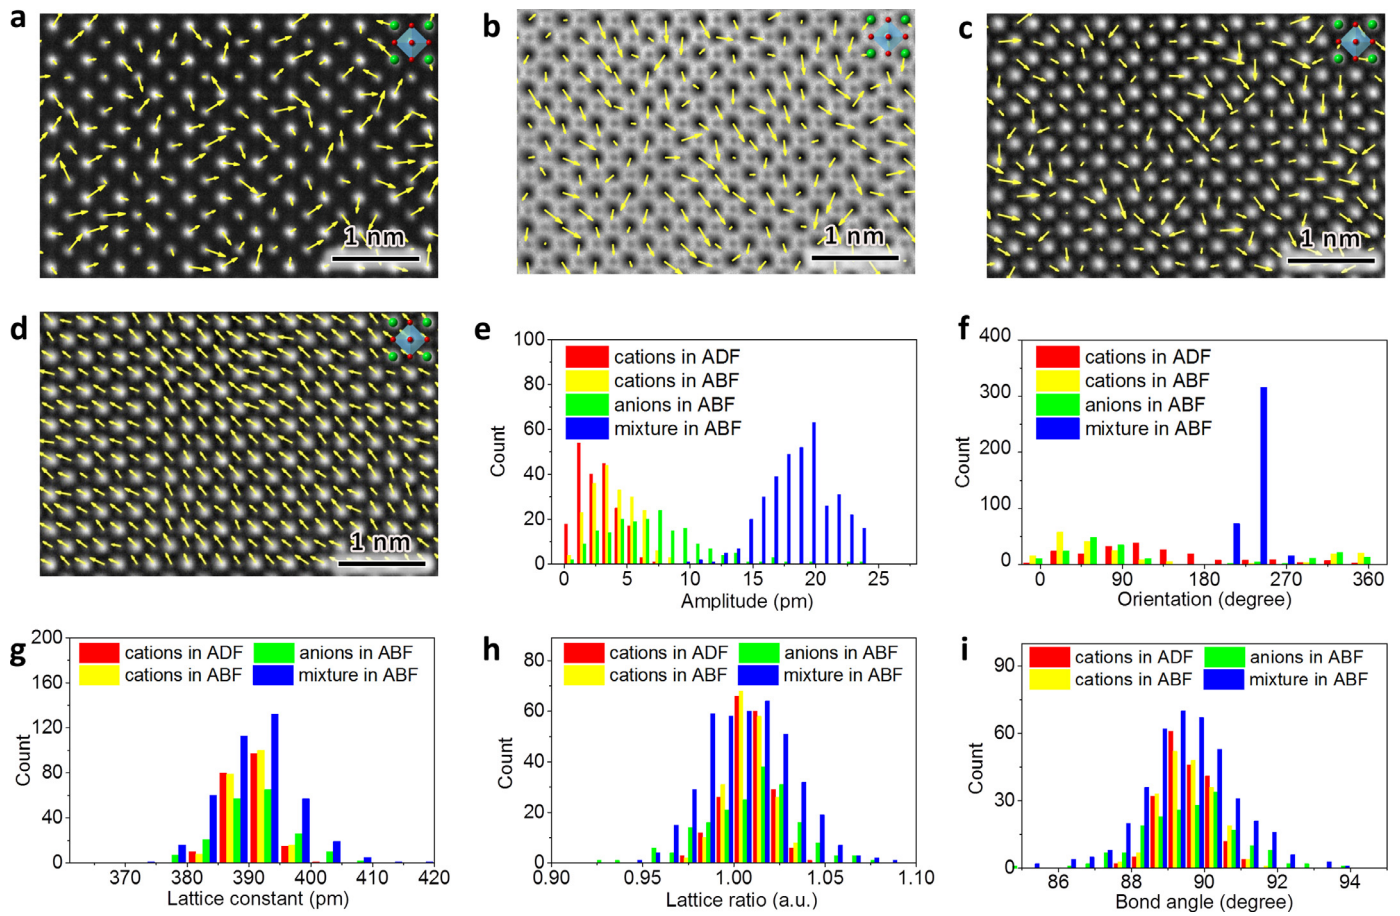 a
1 nm
b
1 nm
c
1 nm
d
1 nm
e
100
80
60
40
20
0
Count
cations in ADF
cations in ABF
anions in ABF
mixture in ABF
0 5 10 15 20 25
Amplitude (pm)
f
400
300
200
100
0
Count
cations in ADF
cations in ABF
anions in ABF
mixture in ABF
0 90 180 270 360
Orientation (degree)
g
200
160
120
80
40
0
Count
cations in ADF anions in ABF
cations in ABF mixture in ABF
370 380 390 400 410 420
Lattice constant (pm)
h
80
60
40
20
0
Count
cations in ADF anions in ABF
cations in ABF mixture in ABF
0.90 0.95 1.00 1.05 1.10
Lattice ratio (a.u.)
i
90
60
30
0
Count
cations in ADF anions in ABF
cations in ABF mixture in ABF
86 88 90 92 94
Bond angle (degree)